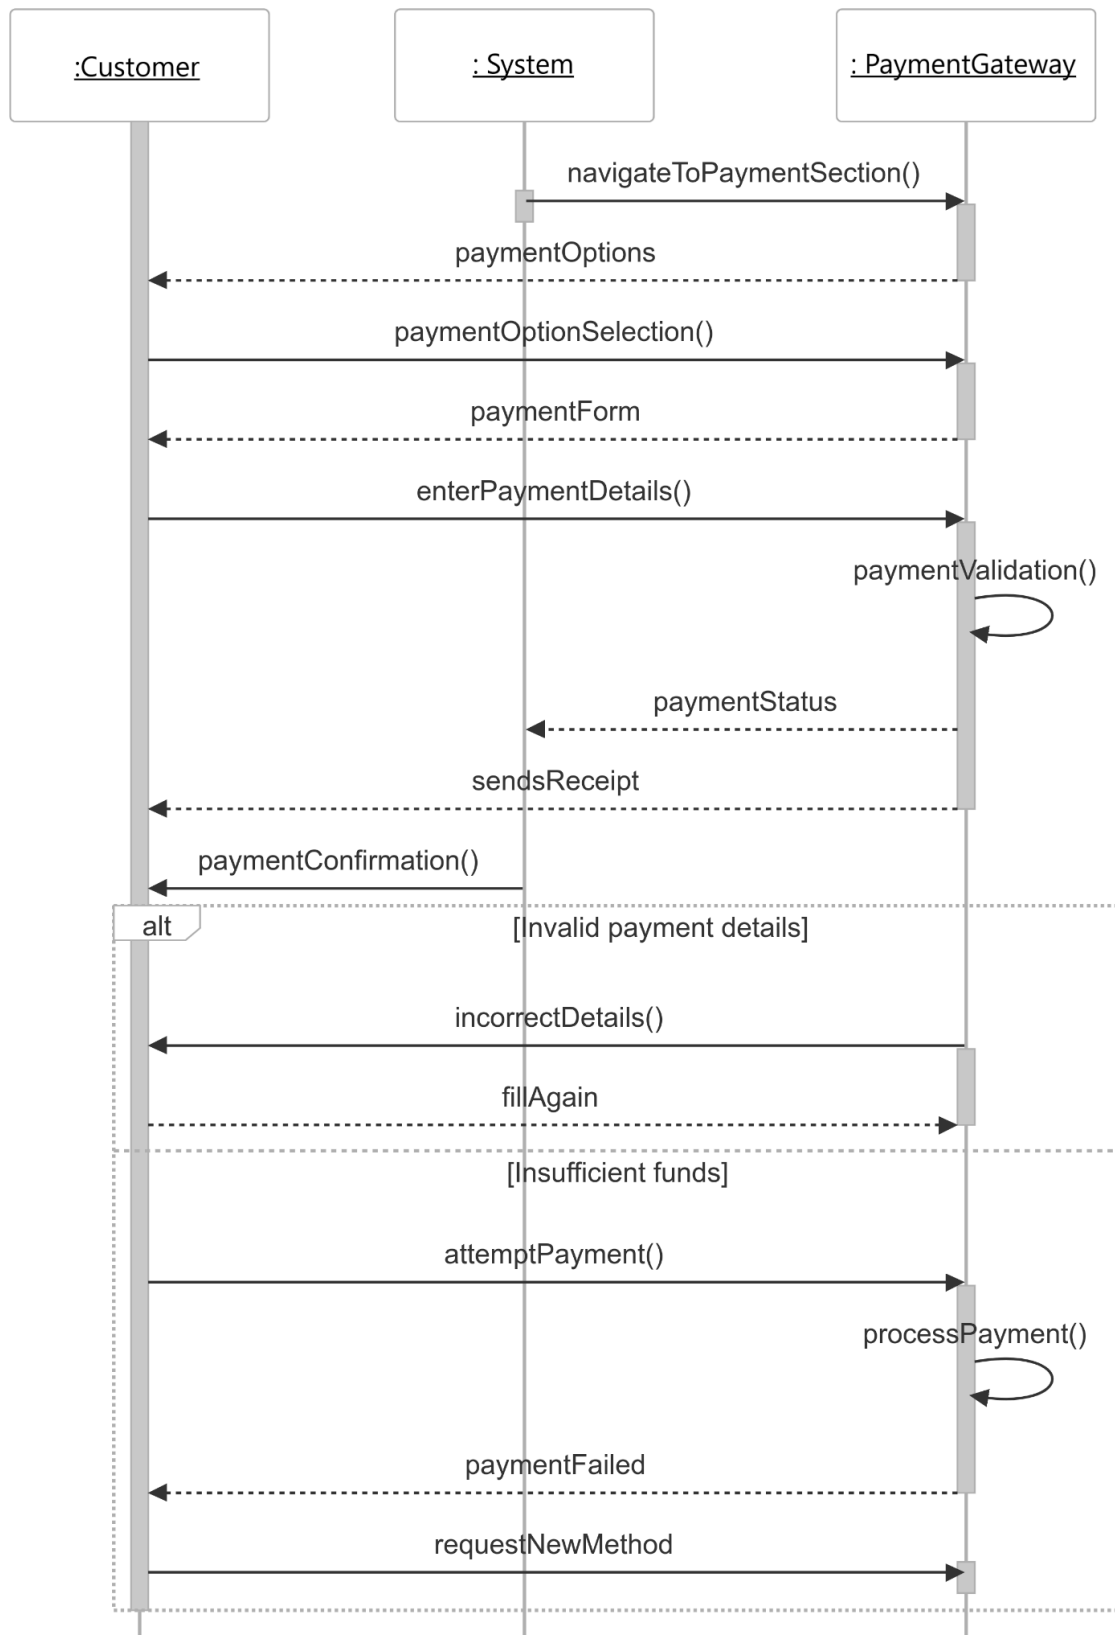 :Customer
: System
: PaymentGateway
navigateToPaymentSection()
paymentOptions
paymentOptionSelection()
paymentForm
enterPaymentDetails()
paymentValidation()
paymentStatus
sendsReceipt
paymentConfirmation()
alt
[Invalid payment details]
incorrectDetails()
fillAgain
[Insufficient funds]
attemptPayment()
processPayment()
paymentFailed
requestNewMethod